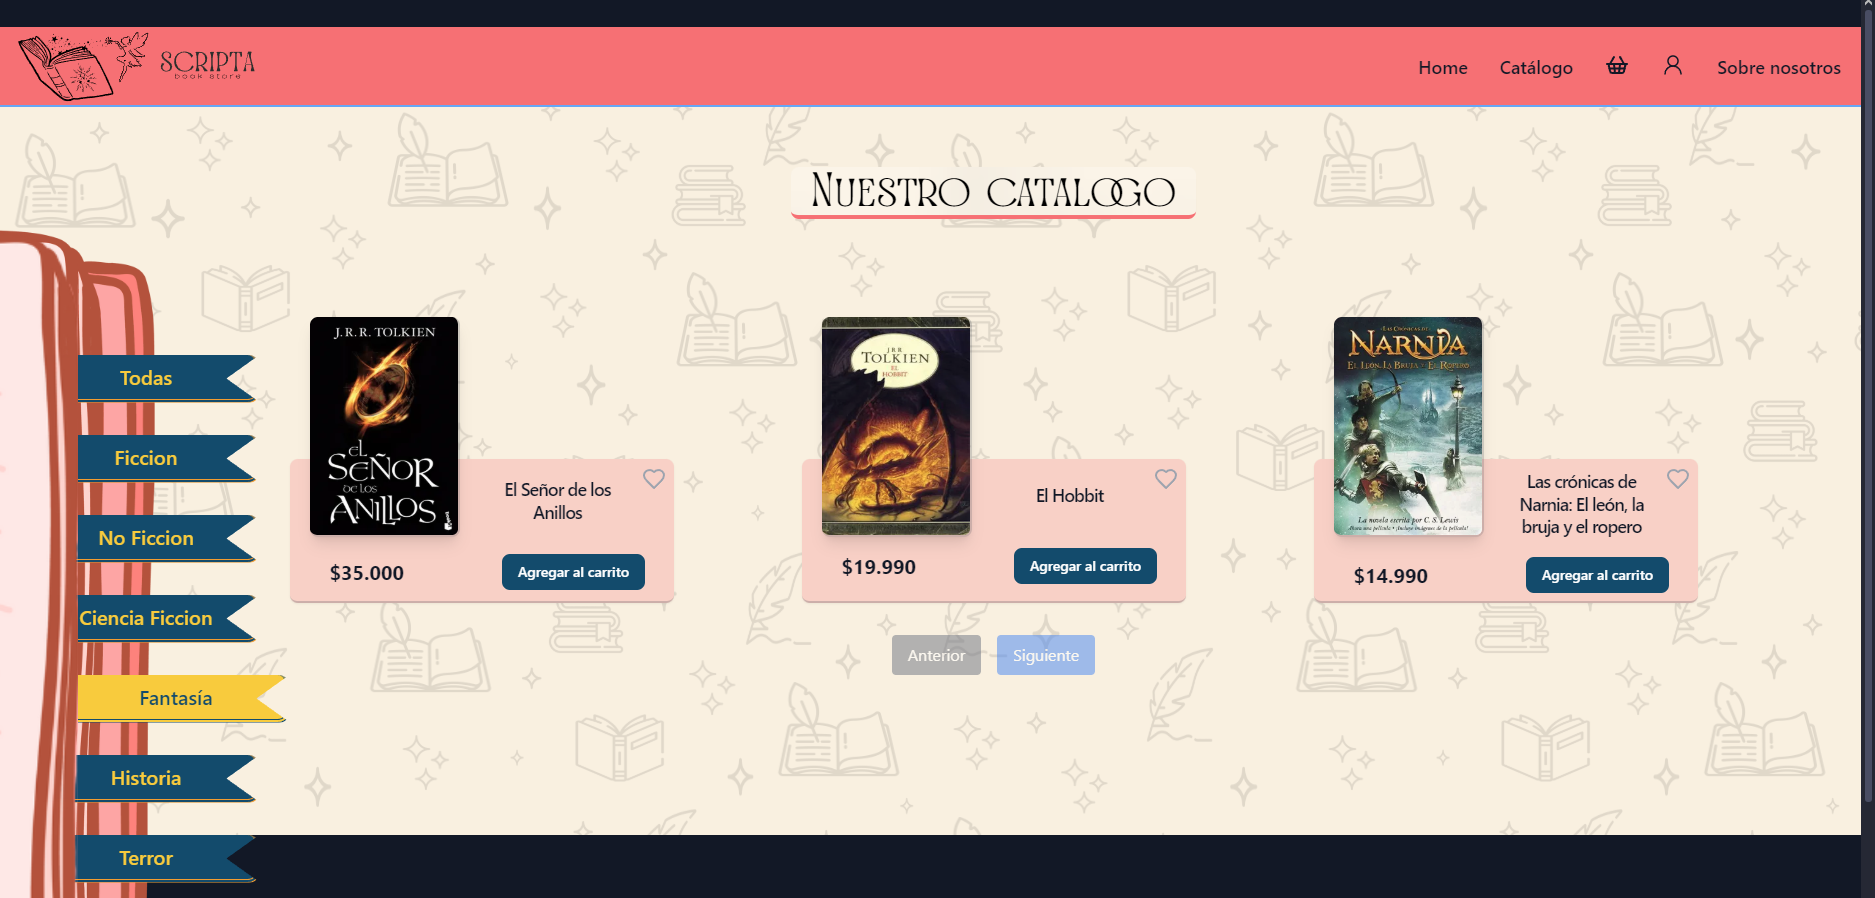 SCRIPTA
book store
Home
Catálogo
Sobre nosotros
Nuestro catalogo
Todas
Ficcion
No Ficcion
Ciencia Ficcion
Fantasía
Historia
Terror
J.R.R. TOLKIEN
EL
SEÑOR
DE LOS
ANILLOS
El Señor de los
Anillos
$35.000
Agregar al carrito
J.R.R.
TOLKIEN
EL
HOBBIT
El Hobbit
$19.990
Agregar al carrito
LAS CRÓNICAS DE
NARNIA
EL LEÓN, LA BRUJA Y EL ROPERO
La novela escrita por C. S. Lewis
Las crónicas de
Narnia: El león, la
bruja y el ropero
$14.990
Agregar al carrito
Anterior
Siguiente